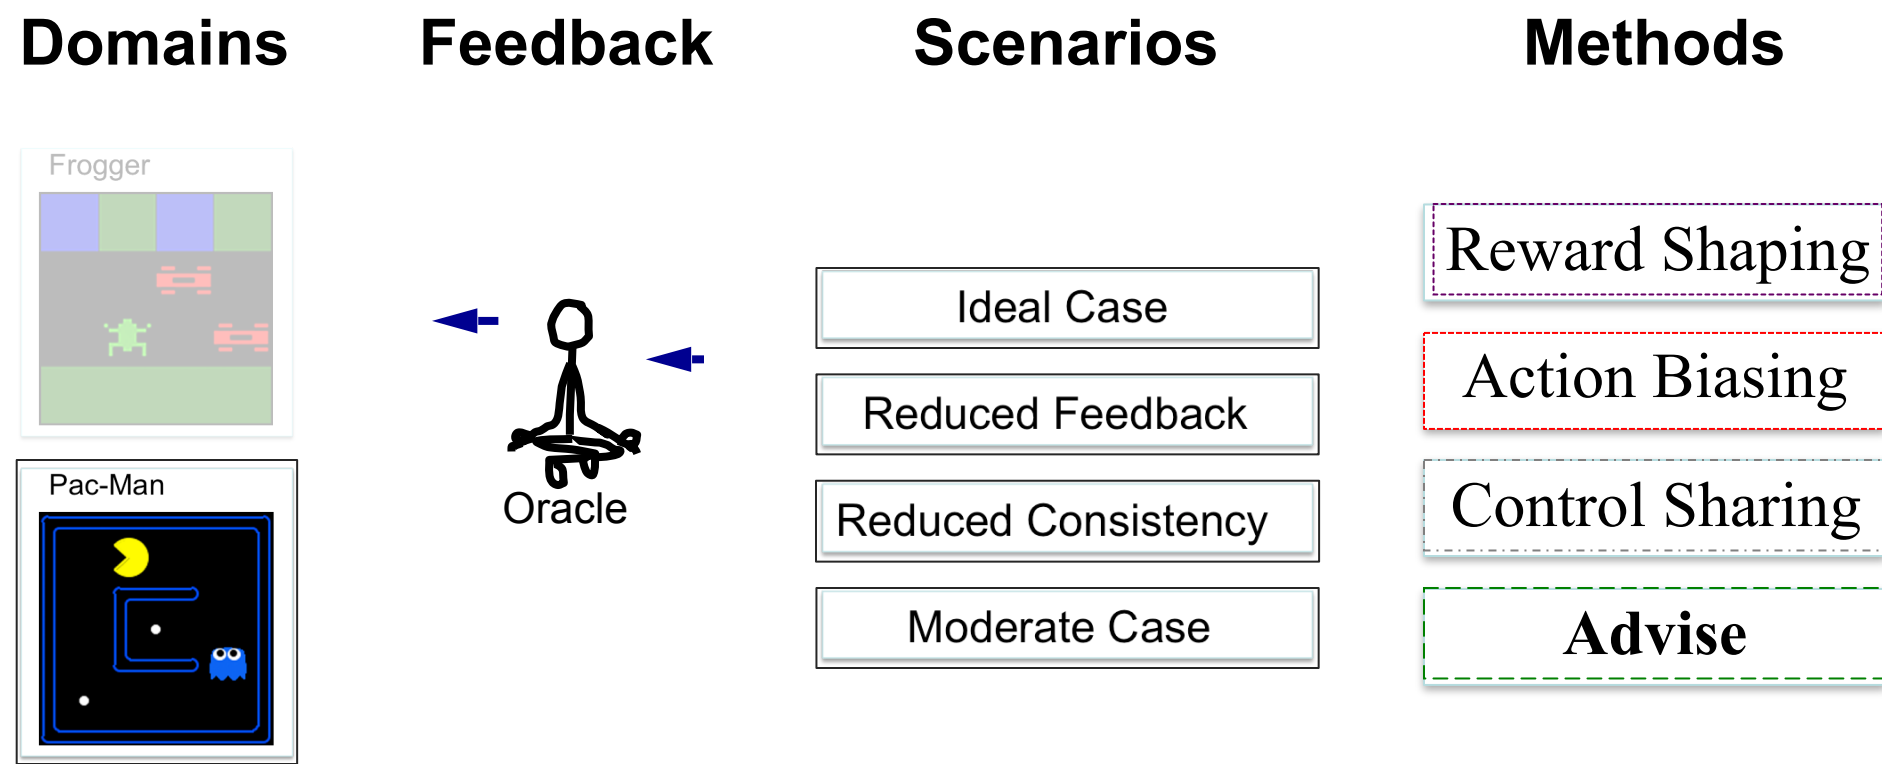 Domains
Feedback
Scenarios
Methods
Frogger
Pac-Man
Oracle
Ideal Case
Reduced Feedback
Reduced Consistency
Moderate Case
Reward Shaping
Action Biasing
Control Sharing
Advise